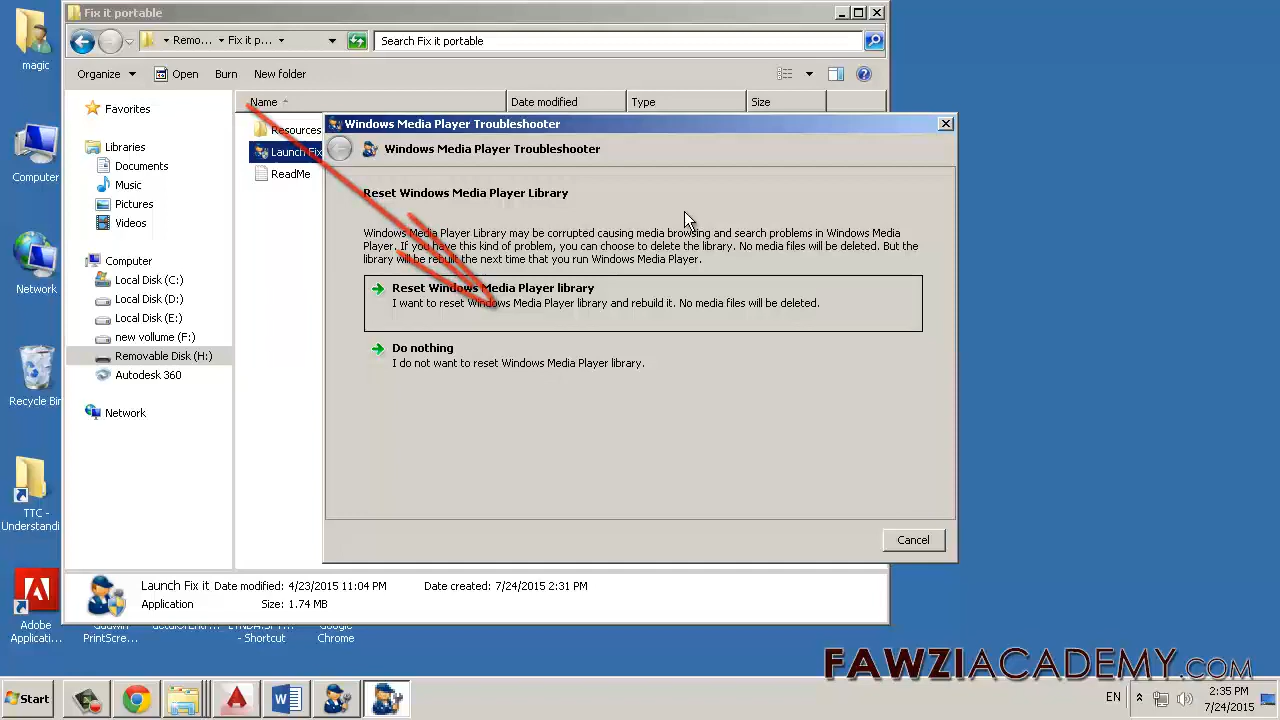 Fix it portable
magic
Remo...
Fix it p...
Search Fix it portable
Organize
Open
Burn
New folder
Name
Date modified
Type
Size
Favorites
Libraries
Documents
Music
Pictures
Videos
Computer
Local Disk (C:)
Local Disk (D:)
Local Disk (E:)
new volume (F:)
Removable Disk (H:)
Autodesk 360
Network
Resources
Launch Fix
ReadMe
Windows Media Player Troubleshooter
Windows Media Player Troubleshooter
Reset Windows Media Player Library
Windows Media Player Library may be corrupted causing media browsing and search problems in Windows Media
Player. If you have this kind of problem, you can choose to delete the library. No media files will be deleted. But the
library will be rebuilt the next time that you run Windows Media Player.
Reset Windows Media Player library
I want to reset Windows Media Player library and rebuild it. No media files will be deleted.
Do nothing
I do not want to reset Windows Media Player library.
Cancel
Launch Fix it Date modified: 4/23/2015 11:04 PM
Date created: 7/24/2015 2:31 PM
Application
Size: 1.74 MB
Computer
Network
Recycle Bin
TTC -
Understandi...
Adobe
Applicati...
PrintScre...
- Shortcut
Google
Chrome
FAWZIACADEMY.COM
Start
EN
2:35 PM
7/24/2015